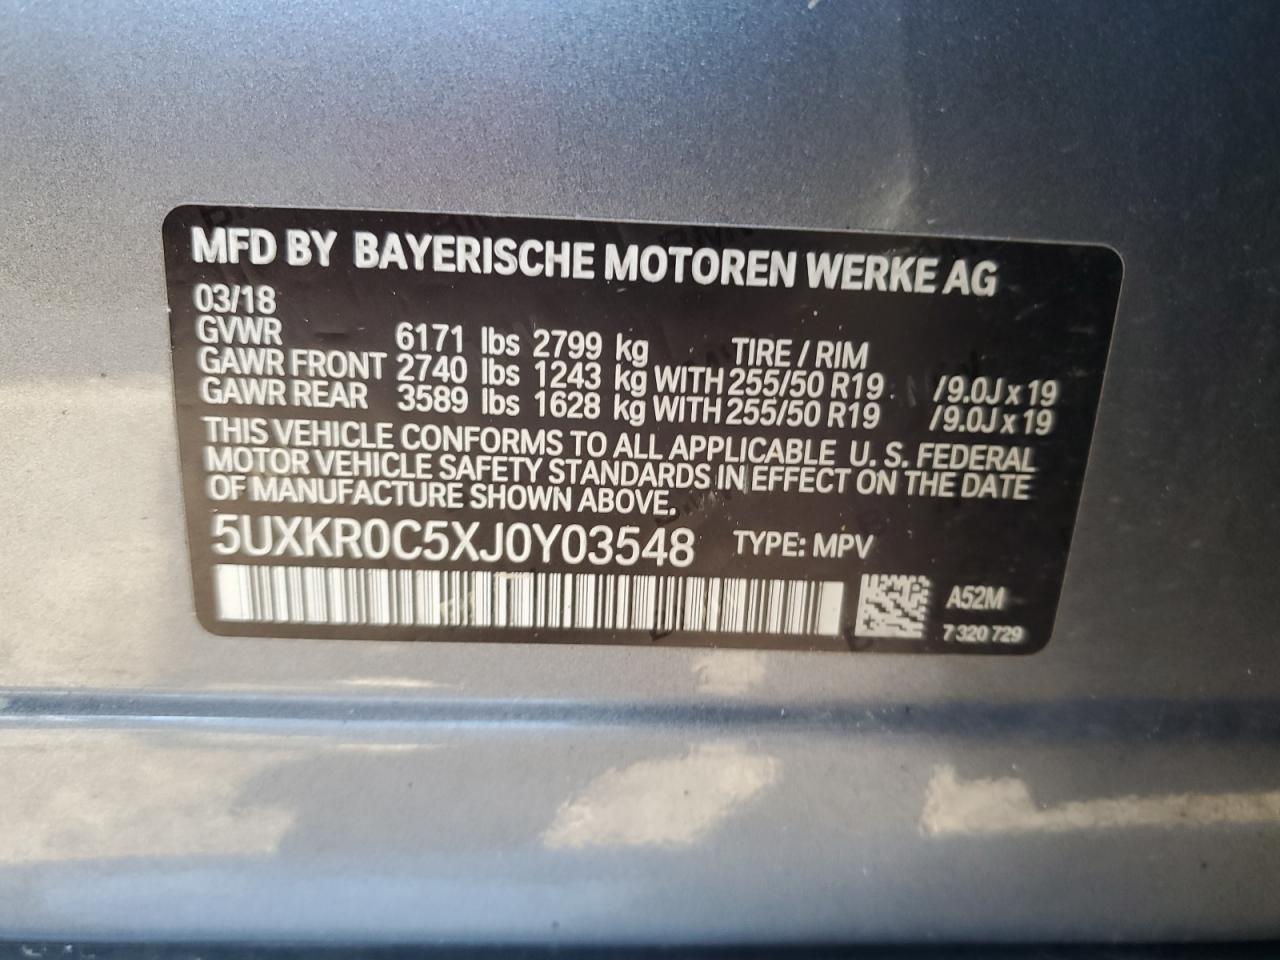 MFD BY BAYERISCHE MOTOREN WERKE AG
03/18
GVWR 6171 lbs 2799 kg TIRE / RIM
GAWR FRONT 2740 lbs 1243 kg WITH 255/50 R19 /9.0J x 19
GAWR REAR 3589 lbs 1628 kg WITH 255/50 R19 /9.0J x 19
THIS VEHICLE CONFORMS TO ALL APPLICABLE U. S. FEDERAL
MOTOR VEHICLE SAFETY STANDARDS IN EFFECT ON THE DATE
OF MANUFACTURE SHOWN ABOVE.
5UXKR0C5XJ0Y03548 TYPE: MPV
A52M
7 320 729